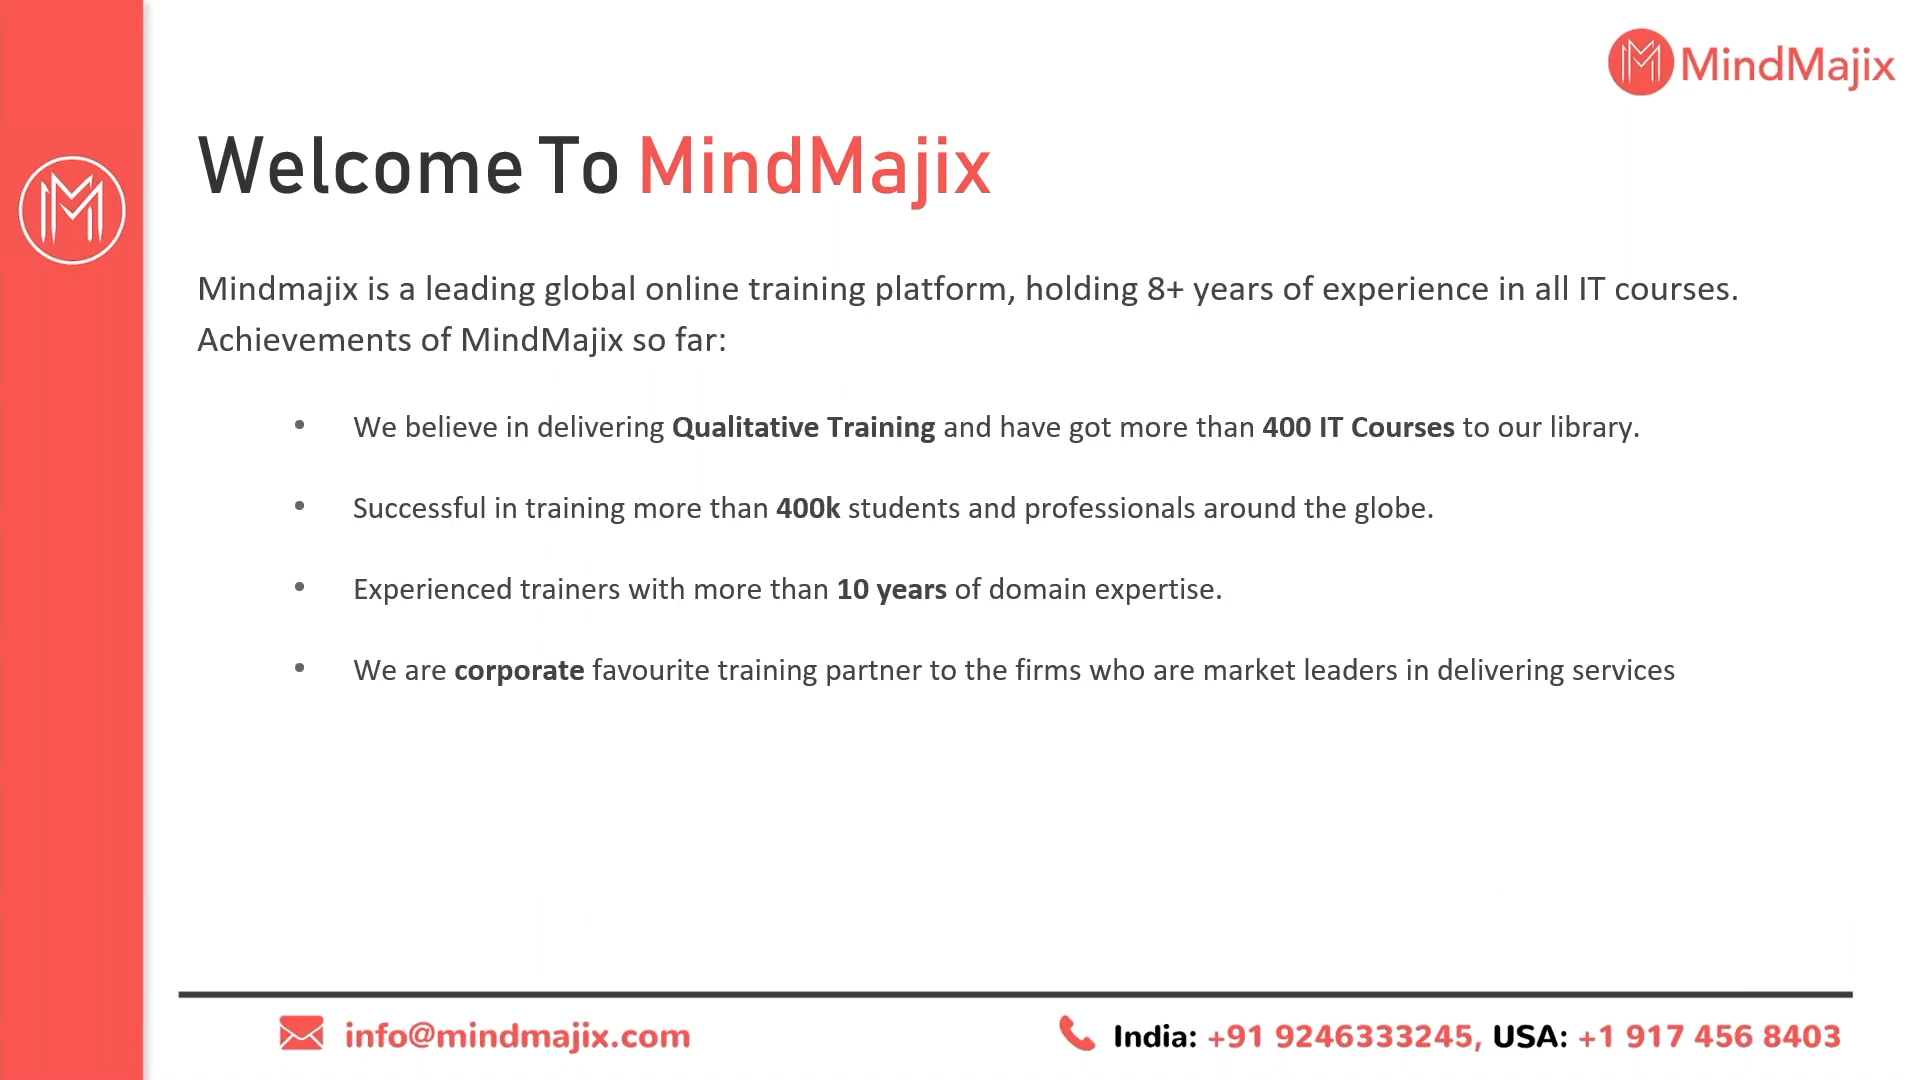 MindMajix
Welcome To MindMajix
Mindmajix is a leading global online training platform, holding 8+ years of experience in all IT courses.
Achievements of MindMajix so far:
• We believe in delivering Qualitative Training and have got more than 400 IT Courses to our library.
• Successful in training more than 400k students and professionals around the globe.
• Experienced trainers with more than 10 years of domain expertise.
• We are corporate favourite training partner to the firms who are market leaders in delivering services
info@mindmajix.com
India: +91 9246333245, USA: +1 917 456 8403